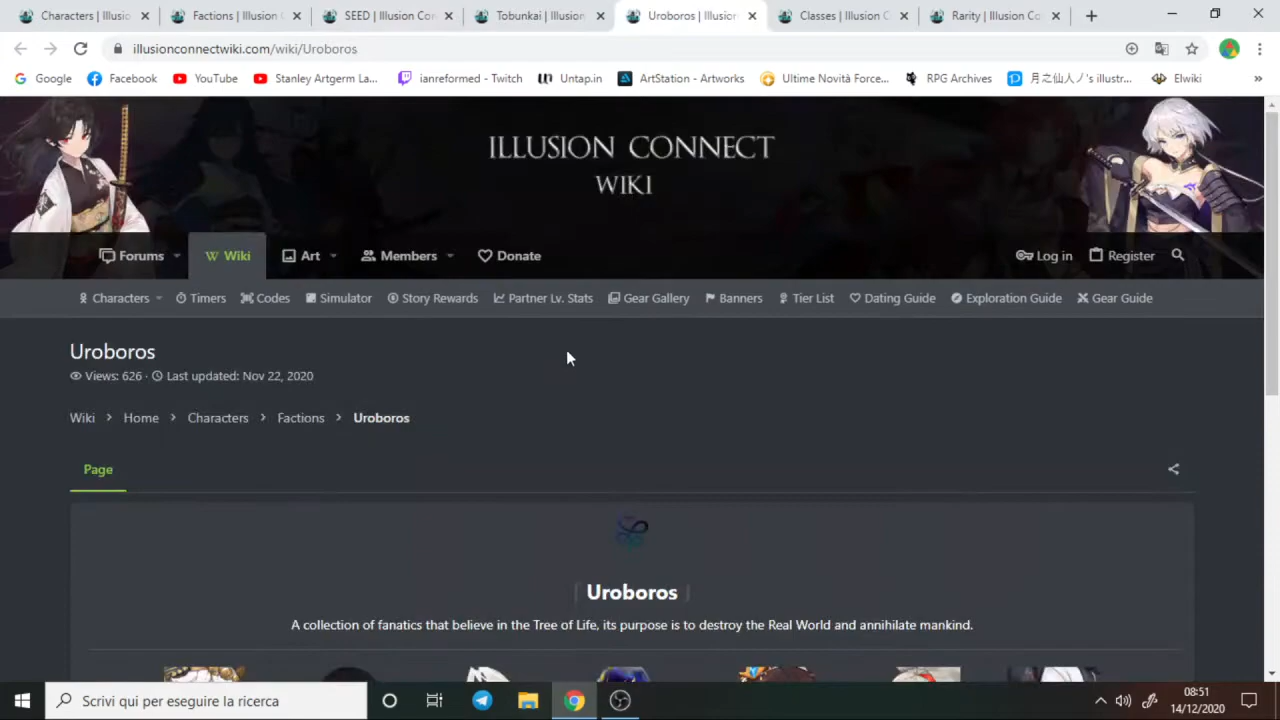 Characters | Illusio
Factions | Illusion
SEED | Illusion Con
Tobunkai | Illusion
Uroboros | Illusion
Classes | Illusion C
Rarity | Illusion Co
illusionconnectwiki.com/wiki/Uroboros
Google
Facebook
YouTube
Stanley Artgerm La...
ianreformed - Twitch
Untap.in
ArtStation - Artworks
Ultime Novità Force...
RPG Archives
月之仙人ノ's illustr...
Elwiki
ILLUSION CONNECT
WIKI
Forums
Wiki
Art
Members
Donate
Log in
Register
Characters
Timers
Codes
Simulator
Story Rewards
Partner Lv. Stats
Gear Gallery
Banners
Tier List
Dating Guide
Exploration Guide
Gear Guide
Uroboros
Views: 626 · Last updated: Nov 22, 2020
Wiki > Home > Characters > Factions > Uroboros
Page
Uroboros
A collection of fanatics that believe in the Tree of Life, its purpose is to destroy the Real World and annihilate mankind.
Scrivi qui per eseguire la ricerca
08:51
14/12/2020